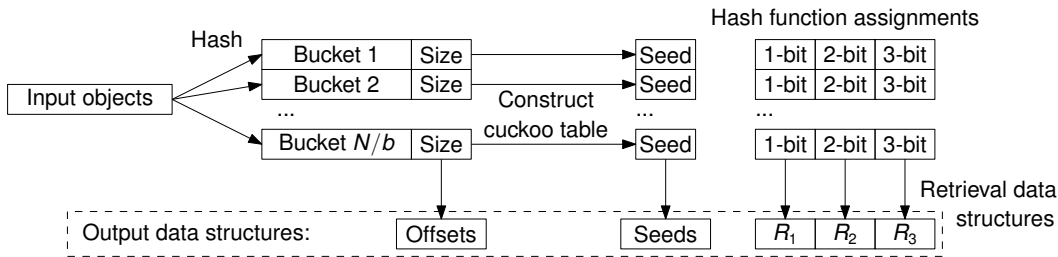 Hash function assignments
Hash
Bucket 1 Size Seed 1-bit 2-bit 3-bit
Input objects
Bucket 2 Size Seed 1-bit 2-bit 3-bit
... Construct ... ...
cuckoo table
Bucket N/b Size Seed 1-bit 2-bit 3-bit
Retrieval data
structures
Output data structures: Offsets Seeds R1 R2 R3